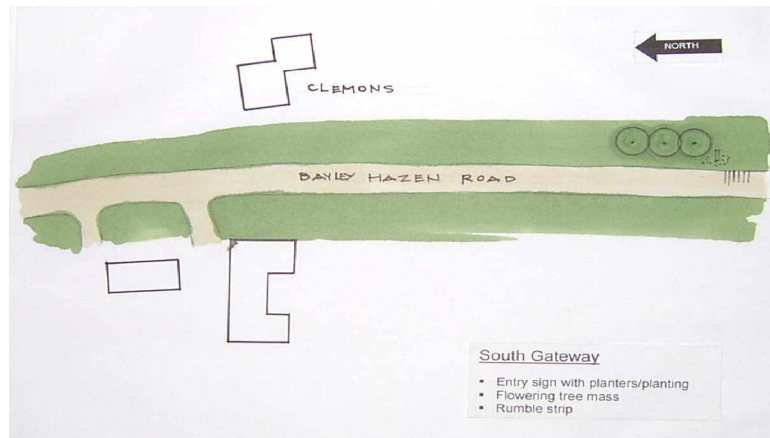 NORTH
CLEMONS
BAYLEY HAZEN ROAD
South Gateway
▪ Entry sign with planters/planting
▪ Flowering tree mass
▪ Rumble strip